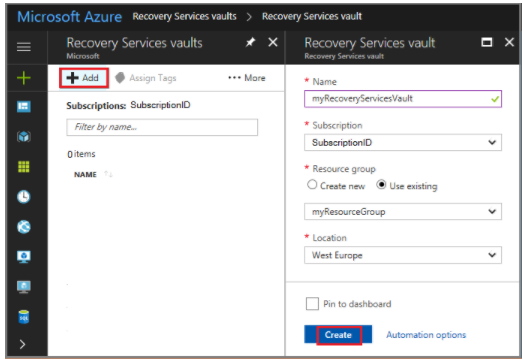 Microsoft Azure Recovery Services vaults > Recovery Services vault
Recovery Services vaults
Microsoft
Add Assign Tags ••• More
Subscriptions: SubscriptionID
Filter by name...
0 items
NAME
Recovery Services vault
Recovery Services vault
* Name
myRecoveryServicesVault
* Subscription
SubscriptionID
* Resource group
Create new Use existing
myResourceGroup
* Location
West Europe
Pin to dashboard
Create Automation options